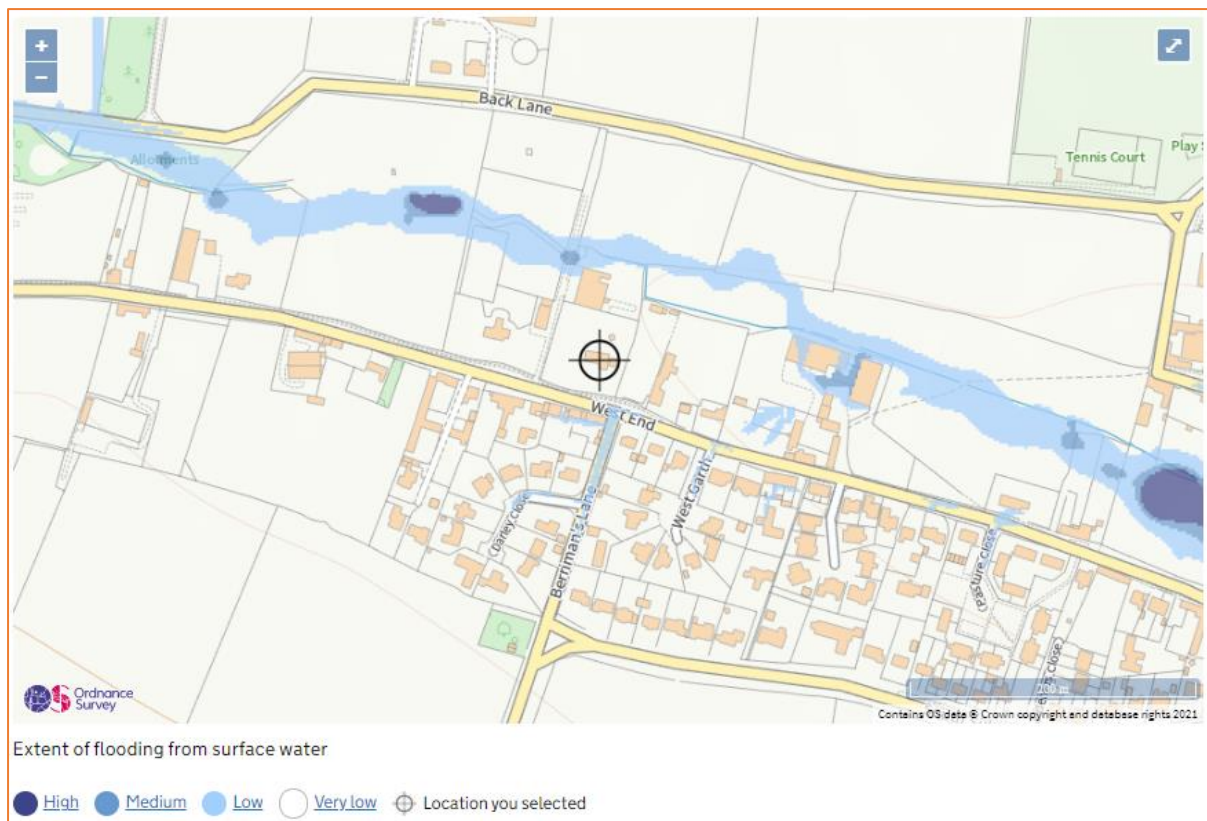 +
−
Back Lane
Allotments
Tennis Court
Play
West End
Darley Close
Berriman's Lane
West Garth
Pasture Close
Close
Ordnance
Survey
200 m
Contains OS data © Crown copyright and database rights 2021
Extent of flooding from surface water
High Medium Low Very low Location you selected